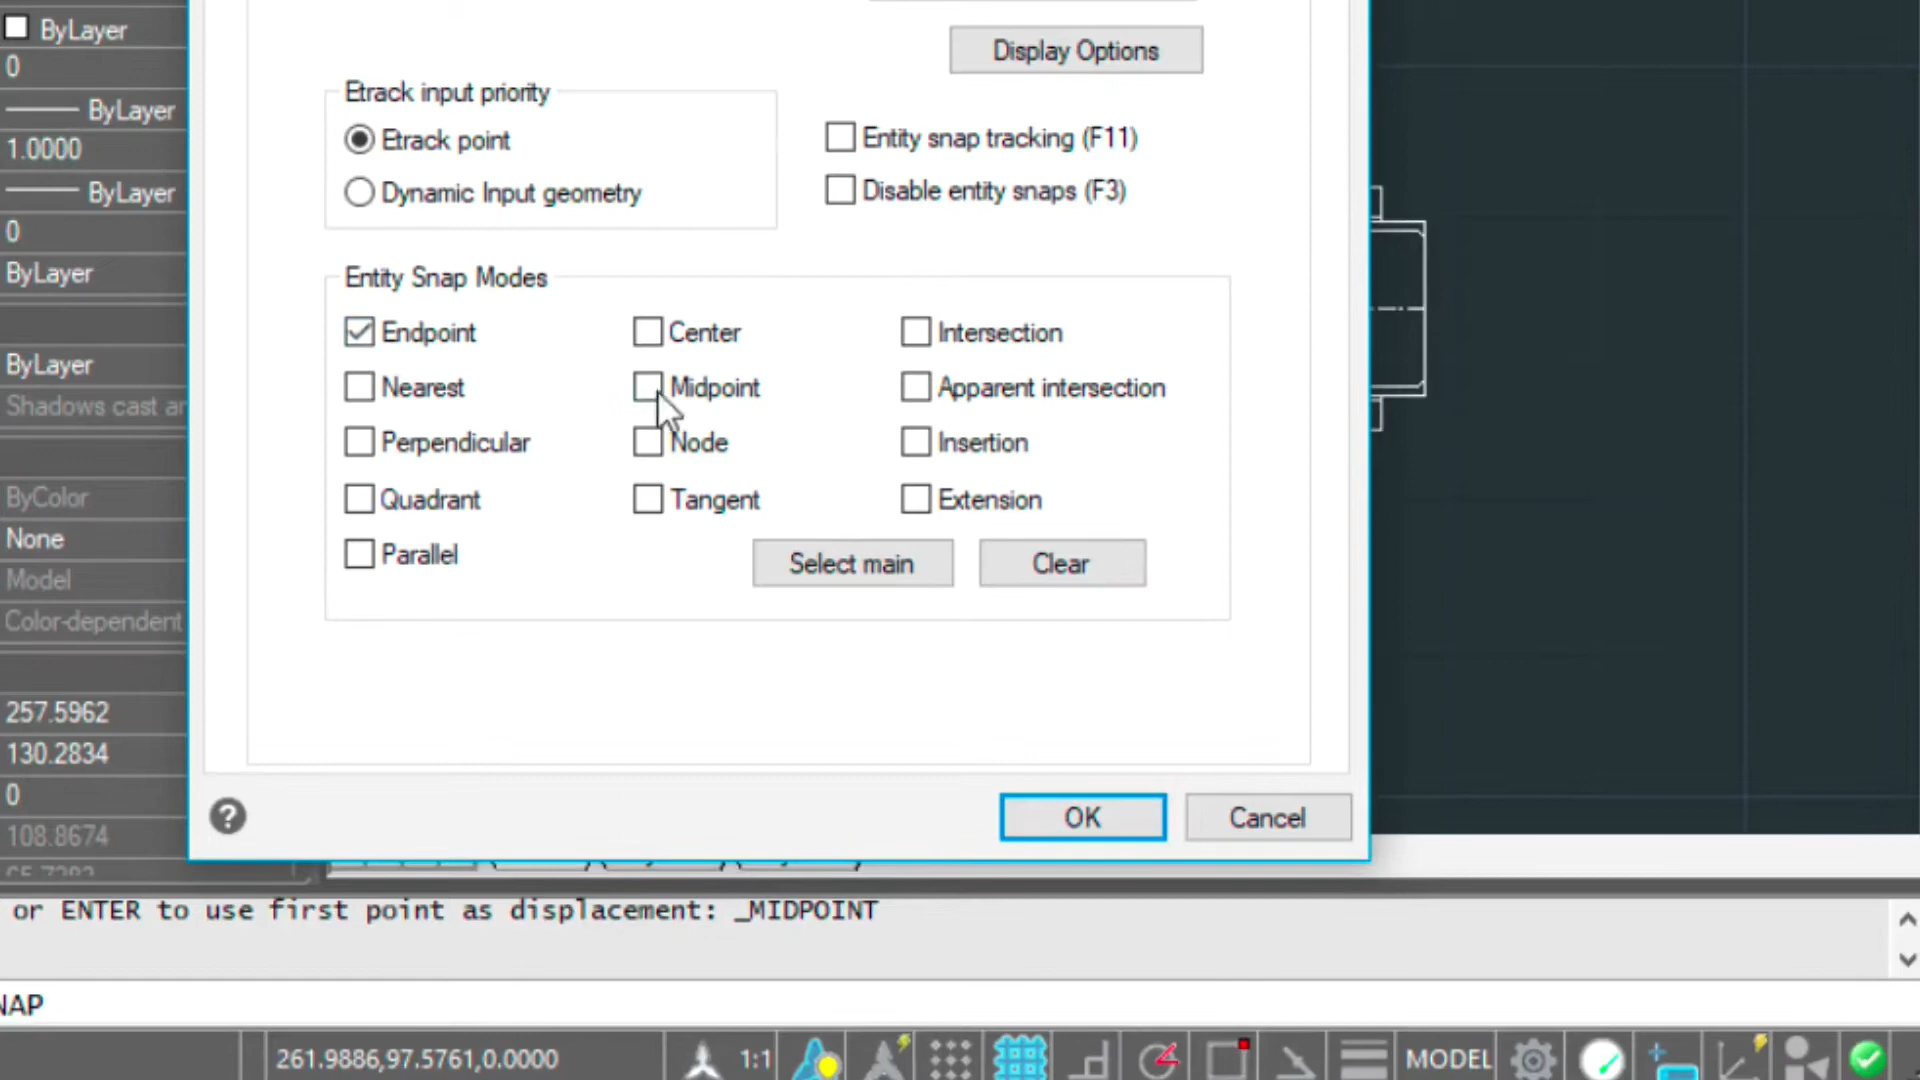 ByLayer
0
ByLayer
1.0000
ByLayer
0
ByLayer
ByLayer
Shadows cast ar
ByColor
None
Model
Color-dependent
257.5962
130.2834
0
108.8674
Display Options
Etrack input priority
Etrack point
Dynamic Input geometry
Entity snap tracking (F11)
Disable entity snaps (F3)
Entity Snap Modes
Endpoint
Center
Intersection
Nearest
Midpoint
Apparent intersection
Perpendicular
Node
Insertion
Quadrant
Tangent
Extension
Parallel
Select main
Clear
?
OK
Cancel
or ENTER to use first point as displacement: _MIDPOINT
NAP
261.9886,97.5761,0.0000
1:1
MODEL